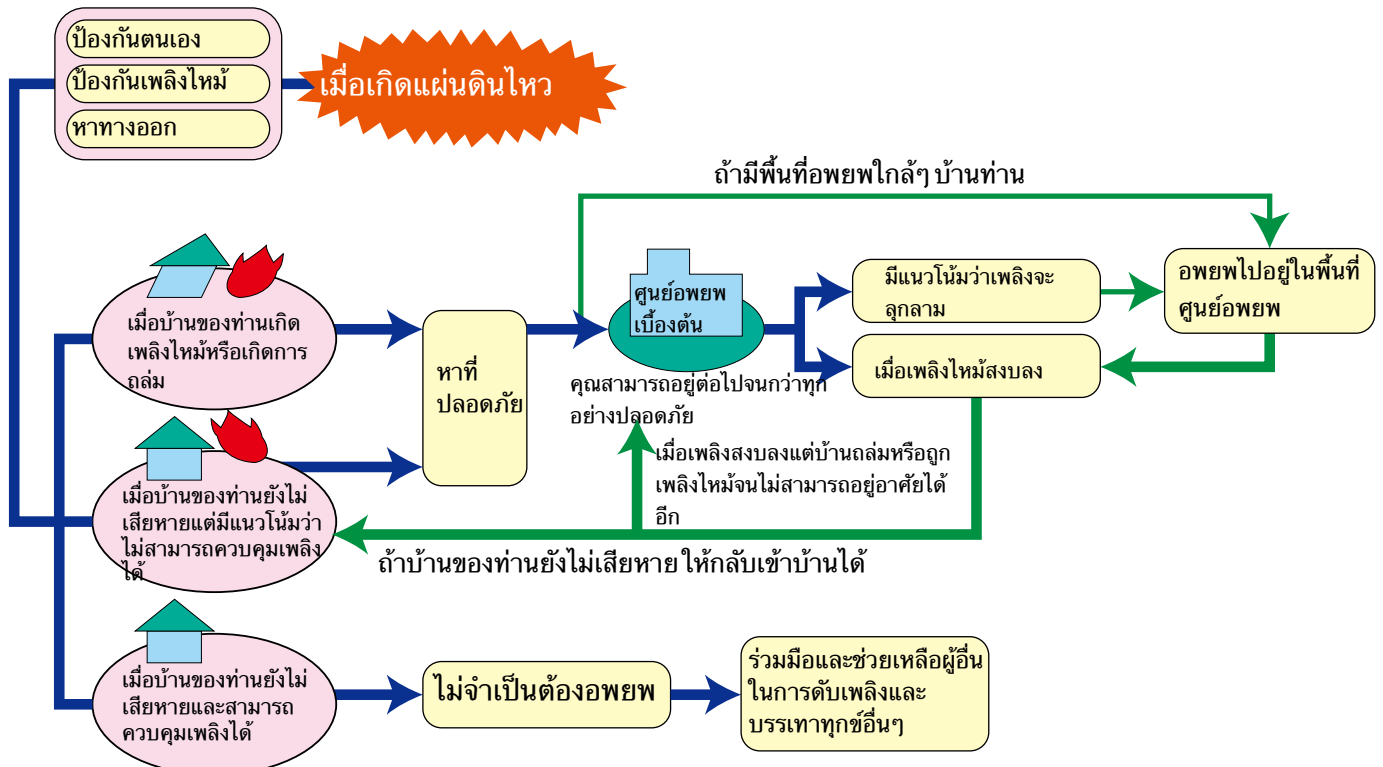 ป้องกันตนเอง
ป้องกันเพลิงไหม้
หาทางออก
เมื่อเกิดแผ่นดินไหว
ถ้ามีพื้นที่อพยพใกล้ๆ บ้านท่าน
เมื่อบ้านของท่านเกิด
เพลิงไหม้หรือเกิดการ
ถล่ม
หาที่
ปลอดภัย
ศูนย์อพยพ
เบื้องต้น
คุณสามารถอยู่ต่อไปจนกว่าทุก
อย่างปลอดภัย
มีแนวโน้มว่าเพลิงจะ
ลุกลาม
อพยพไปอยู่ในพื้นที่
ศูนย์อพยพ
เมื่อเพลิงไหม้สงบลง
เมื่อเพลิงสงบลงแต่บ้านถล่มหรือถูก
เพลิงไหม้จนไม่สามารถอยู่อาศัยได้
อีก
เมื่อบ้านของท่านยังไม่
เสียหายแต่มีแนวโน้มว่า
ไม่สามารถควบคุมเพลิง
ได้
ถ้าบ้านของท่านยังไม่เสียหาย ให้กลับเข้าบ้านได้
เมื่อบ้านของท่านยังไม่
เสียหายและสามารถ
ควบคุมเพลิงได้
ไม่จำเป็นต้องอพยพ
ร่วมมือและช่วยเหลือผู้อื่น
ในการดับเพลิงและ
บรรเทาทุกข์อื่นๆ